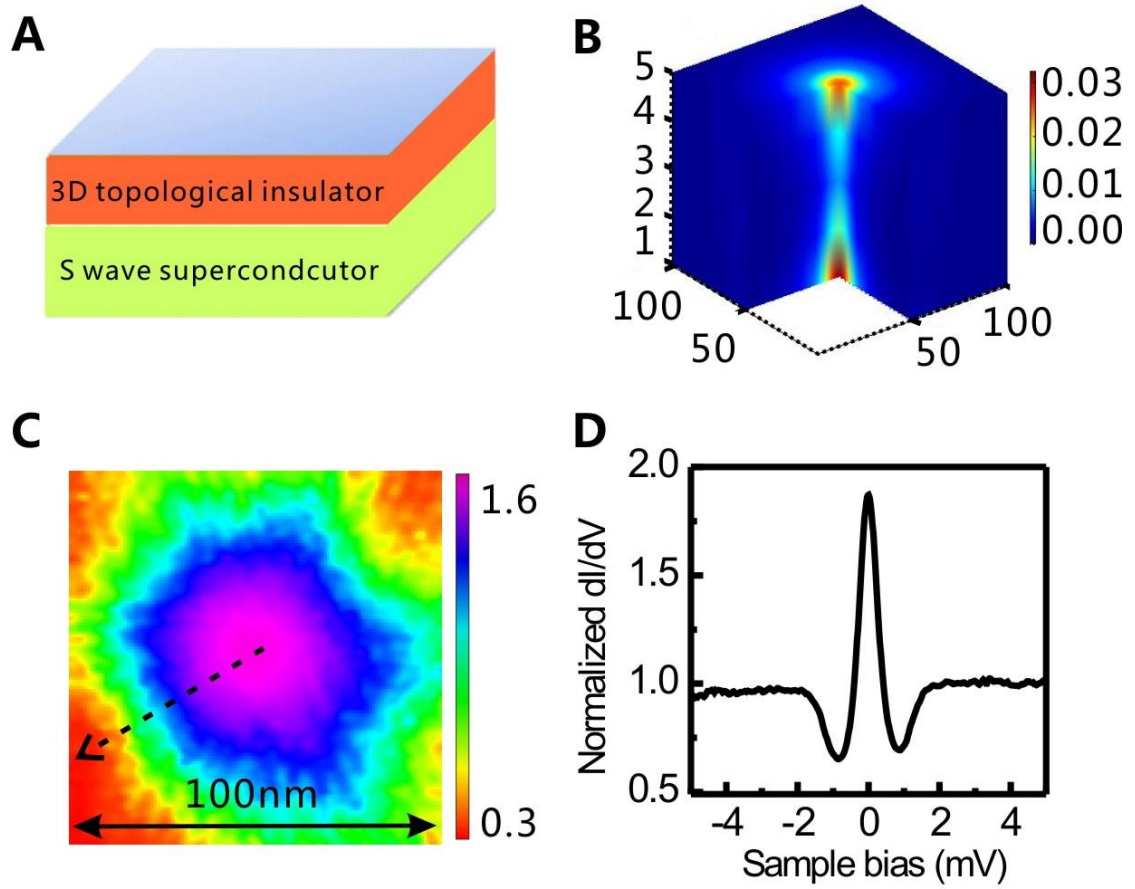 A
3D topological insulator
S wave supercondcutor
B
5
4
3
2
1
100
50
50
100
0.03
0.02
0.01
0.00
C
100nm
1.6
0.3
D
Normalized dI/dV
2.0
1.5
1.0
0.5
-4 -2 0 2 4
Sample bias (mV)